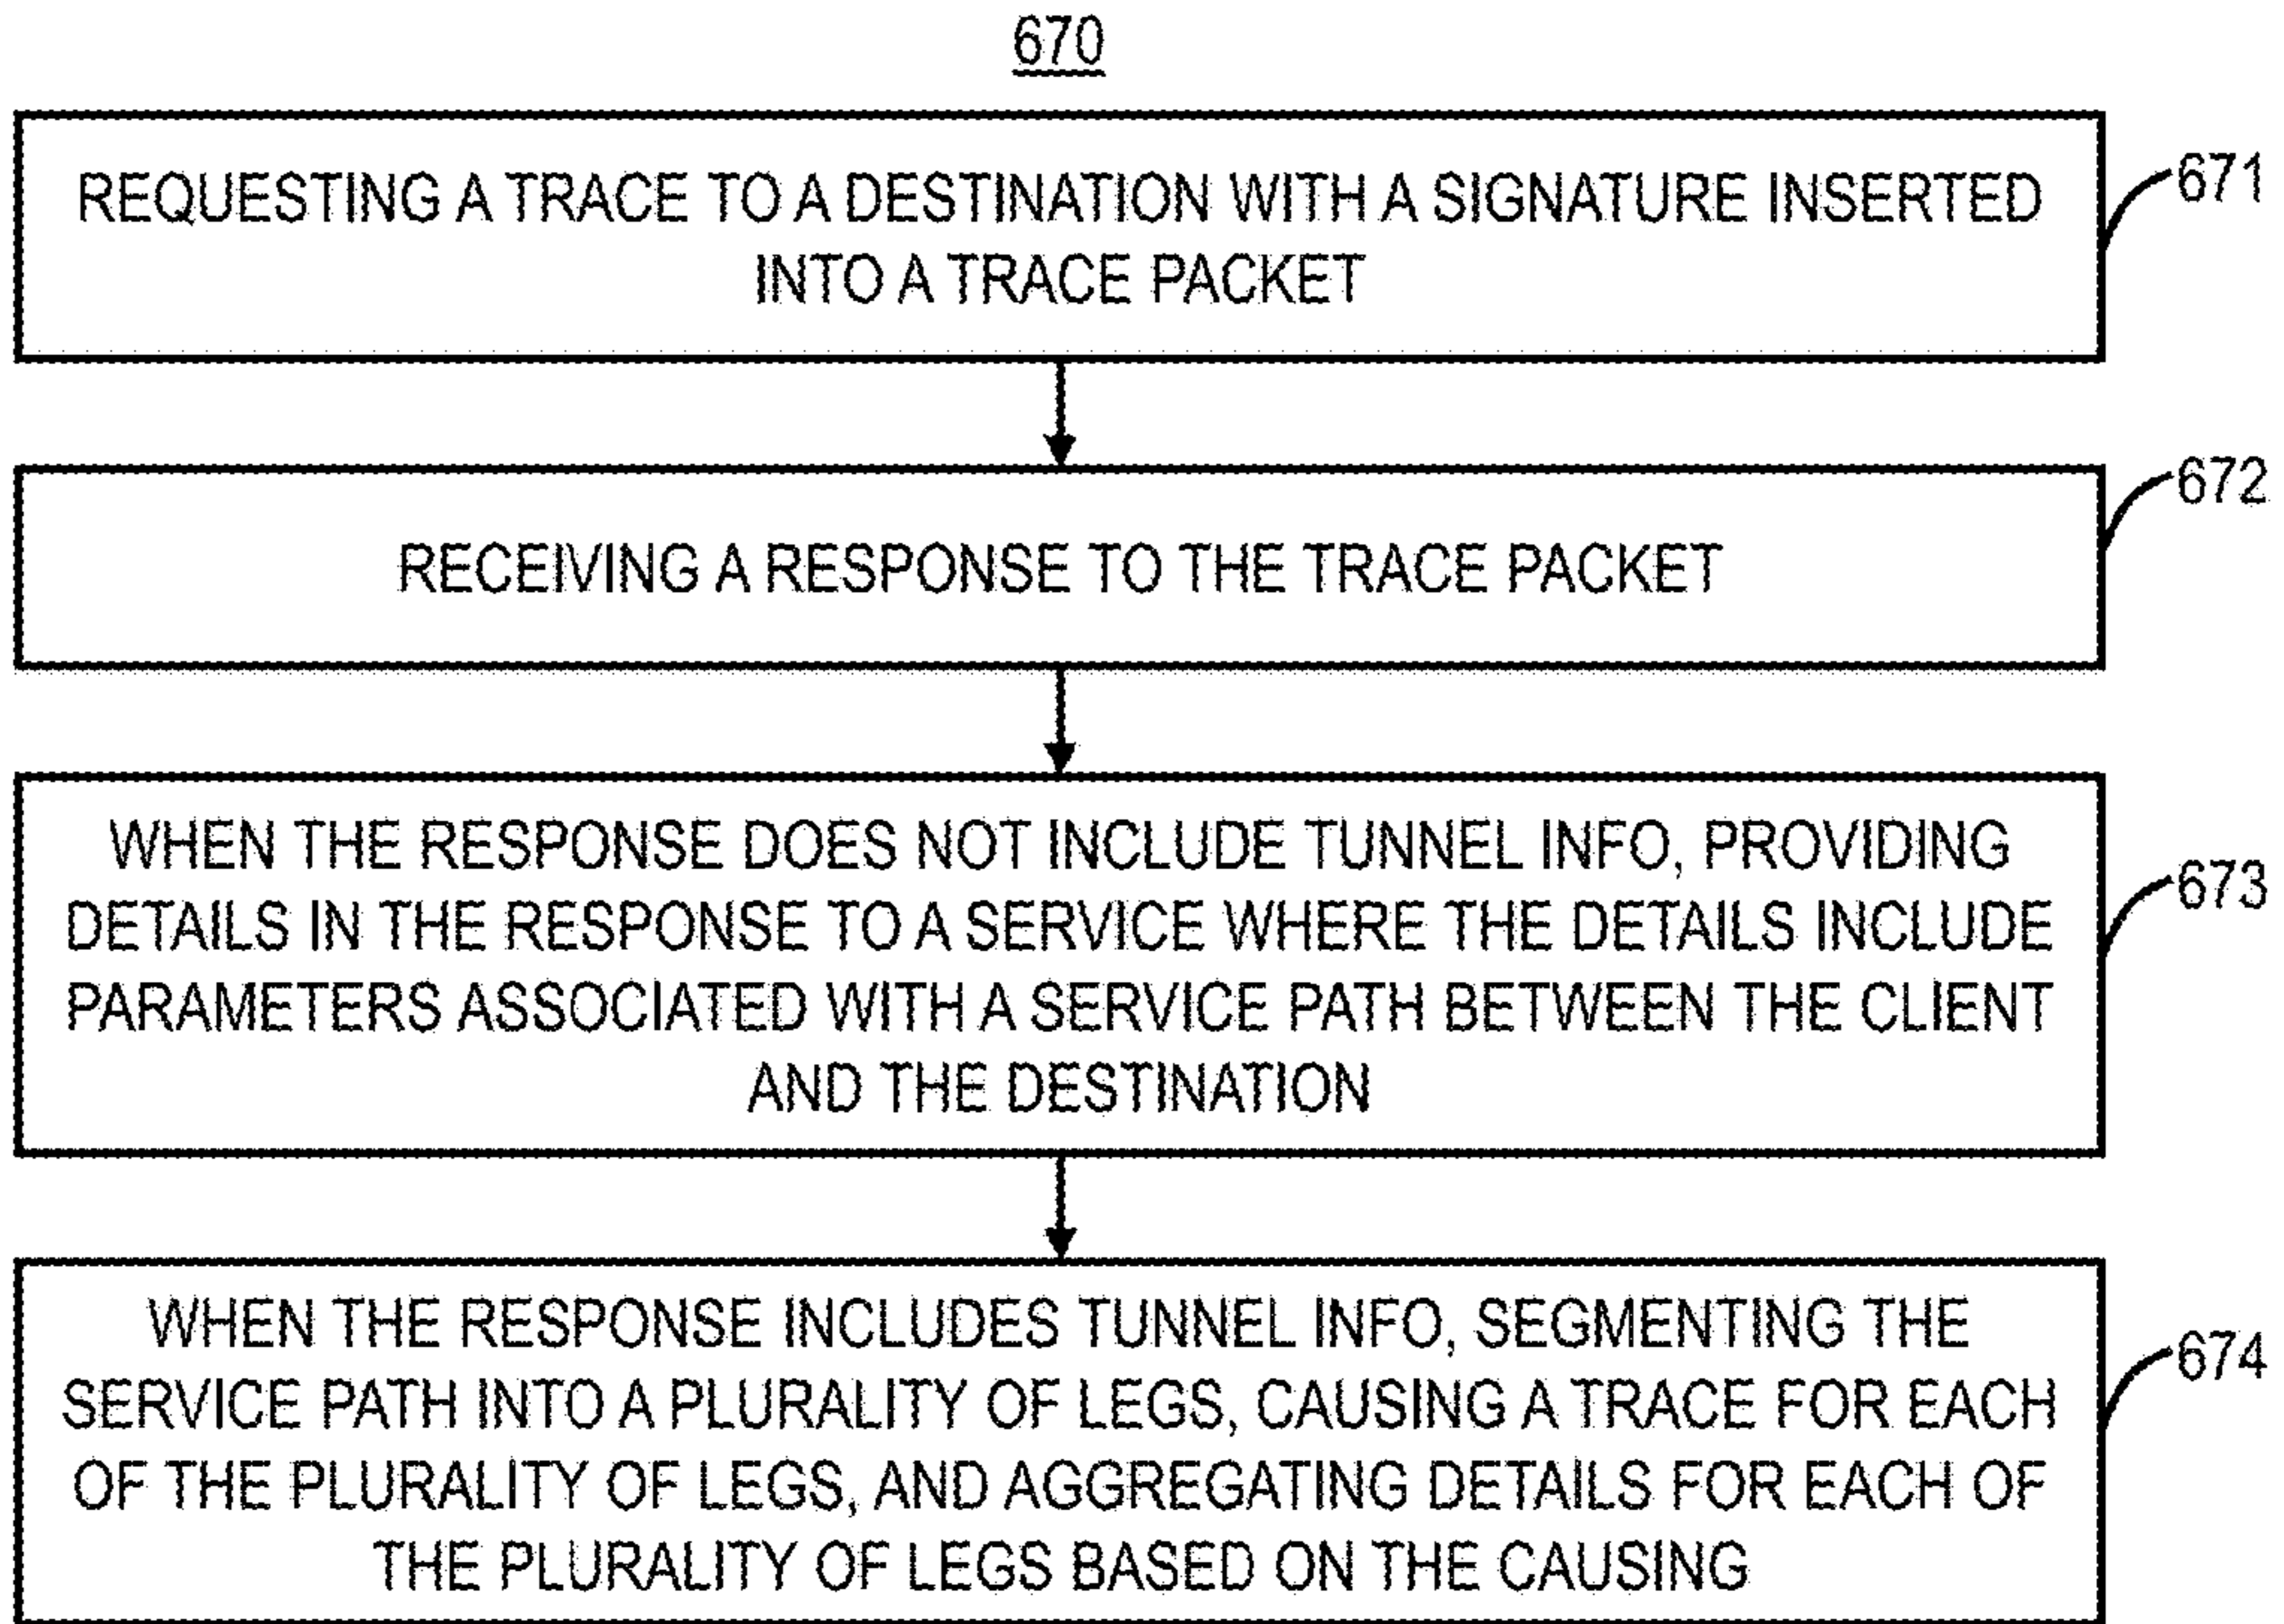 670
REQUESTING A TRACE TO A DESTINATION WITH A SIGNATURE INSERTED
INTO A TRACE PACKET
671
RECEIVING A RESPONSE TO THE TRACE PACKET
672
WHEN THE RESPONSE DOES NOT INCLUDE TUNNEL INFO, PROVIDING
DETAILS IN THE RESPONSE TO A SERVICE WHERE THE DETAILS INCLUDE
PARAMETERS ASSOCIATED WITH A SERVICE PATH BETWEEN THE CLIENT
AND THE DESTINATION
673
WHEN THE RESPONSE INCLUDES TUNNEL INFO, SEGMENTING THE
SERVICE PATH INTO A PLURALITY OF LEGS, CAUSING A TRACE FOR EACH
OF THE PLURALITY OF LEGS, AND AGGREGATING DETAILS FOR EACH OF
THE PLURALITY OF LEGS BASED ON THE CAUSING
674